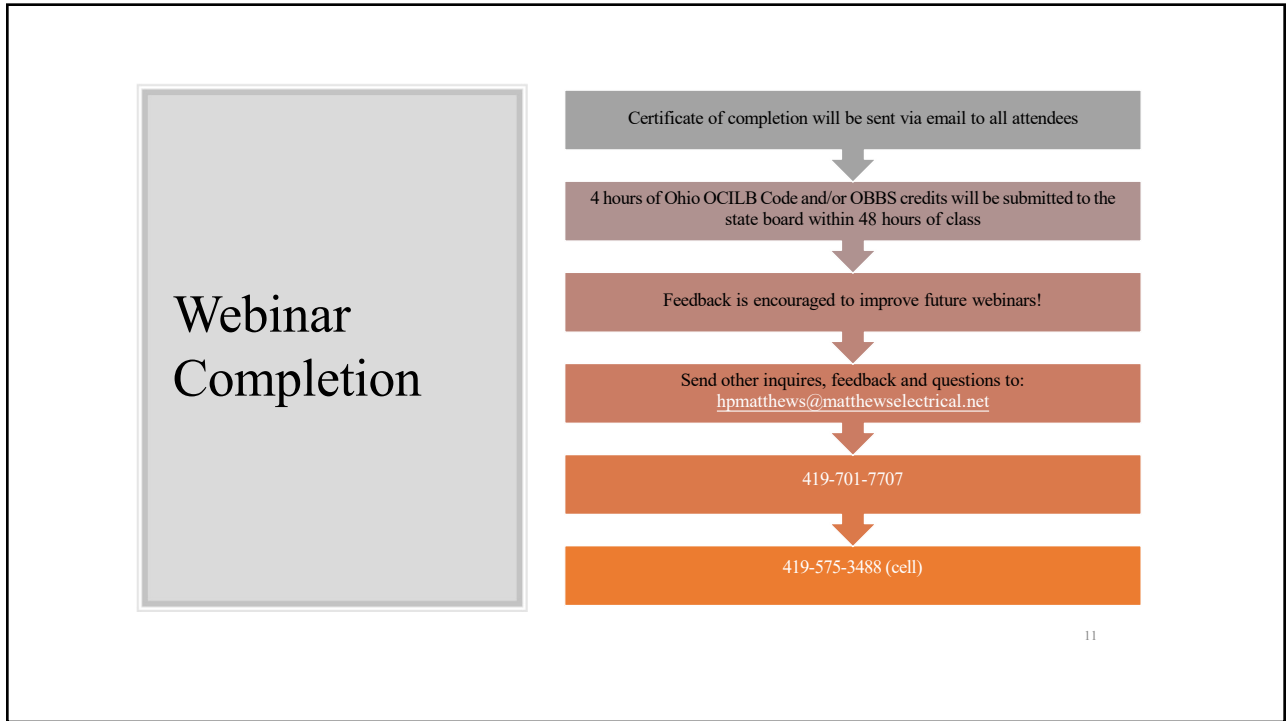 Webinar
Completion
Certificate of completion will be sent via email to all attendees
4 hours of Ohio OCILB Code and/or OBBS credits will be submitted to the
state board within 48 hours of class
Feedback is encouraged to improve future webinars!
Send other inquires, feedback and questions to:
hpmatthews@matthewselectrical.net
419-701-7707
419-575-3488 (cell)
11